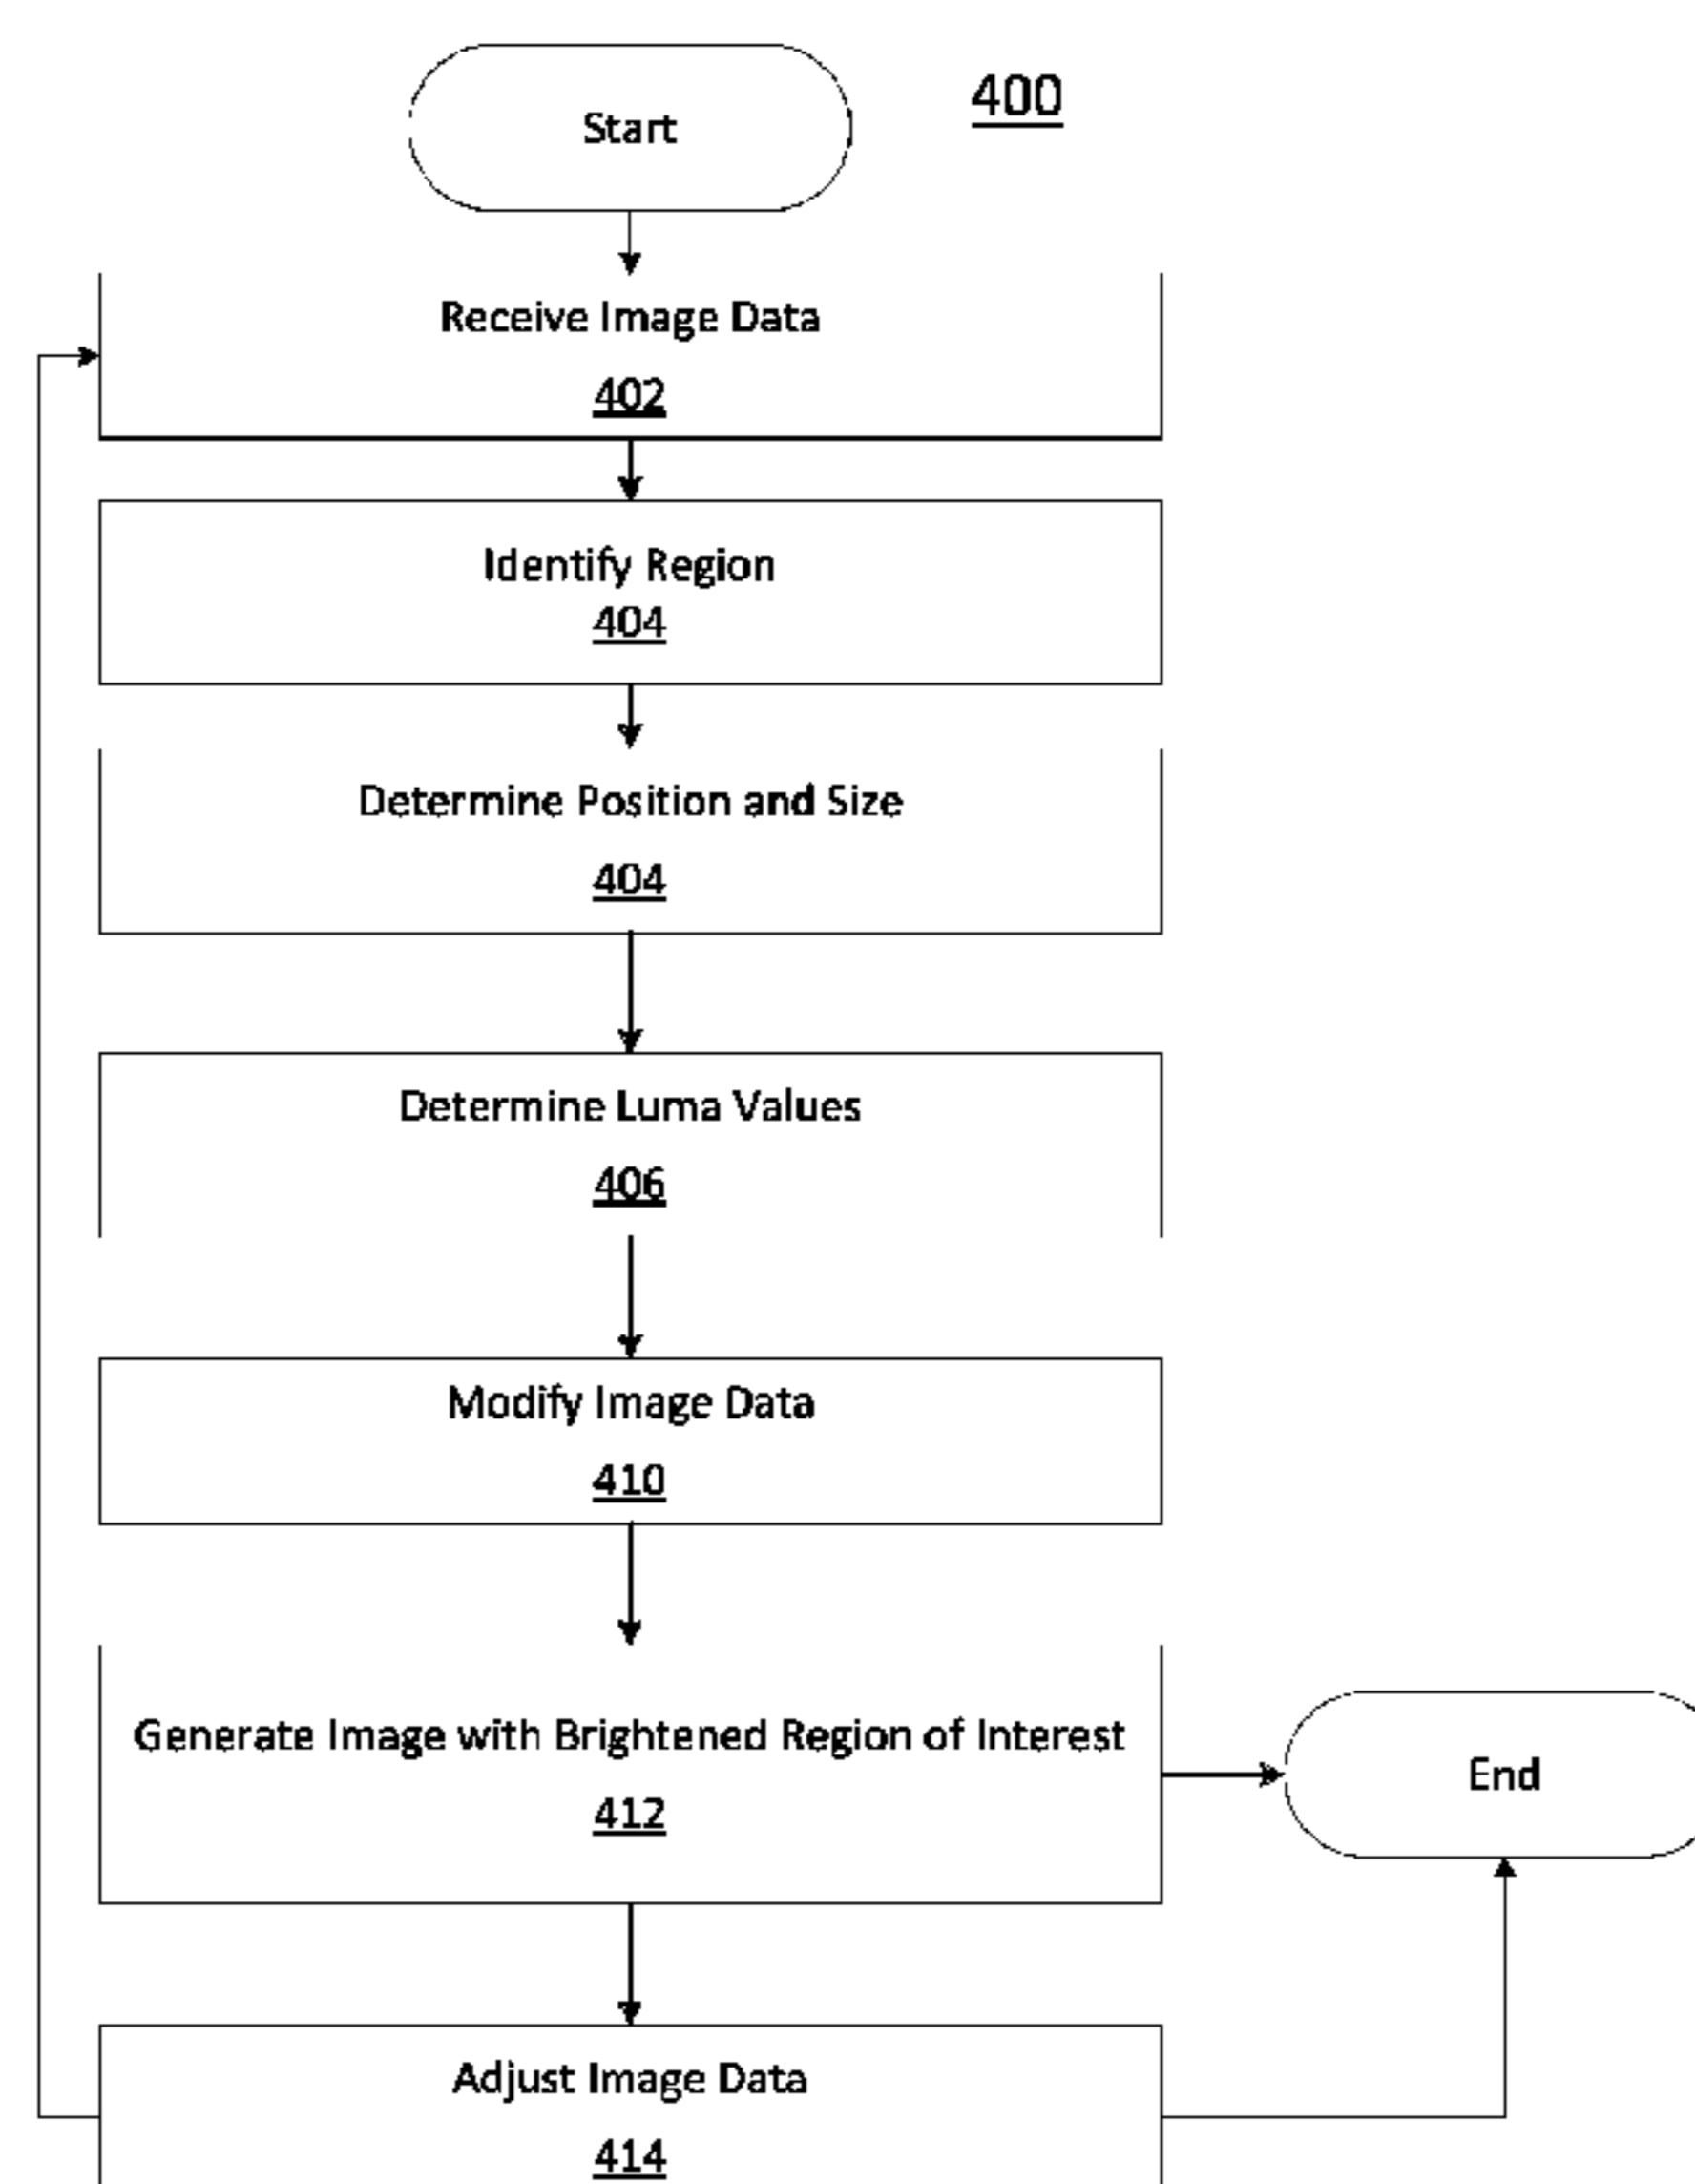 Start
400
Receive Image Data
402
Identify Region
404
Determine Position and Size
404
Determine Luma Values
406
Modify Image Data
410
Generate Image with Brightened Region of Interest
412
End
Adjust Image Data
414